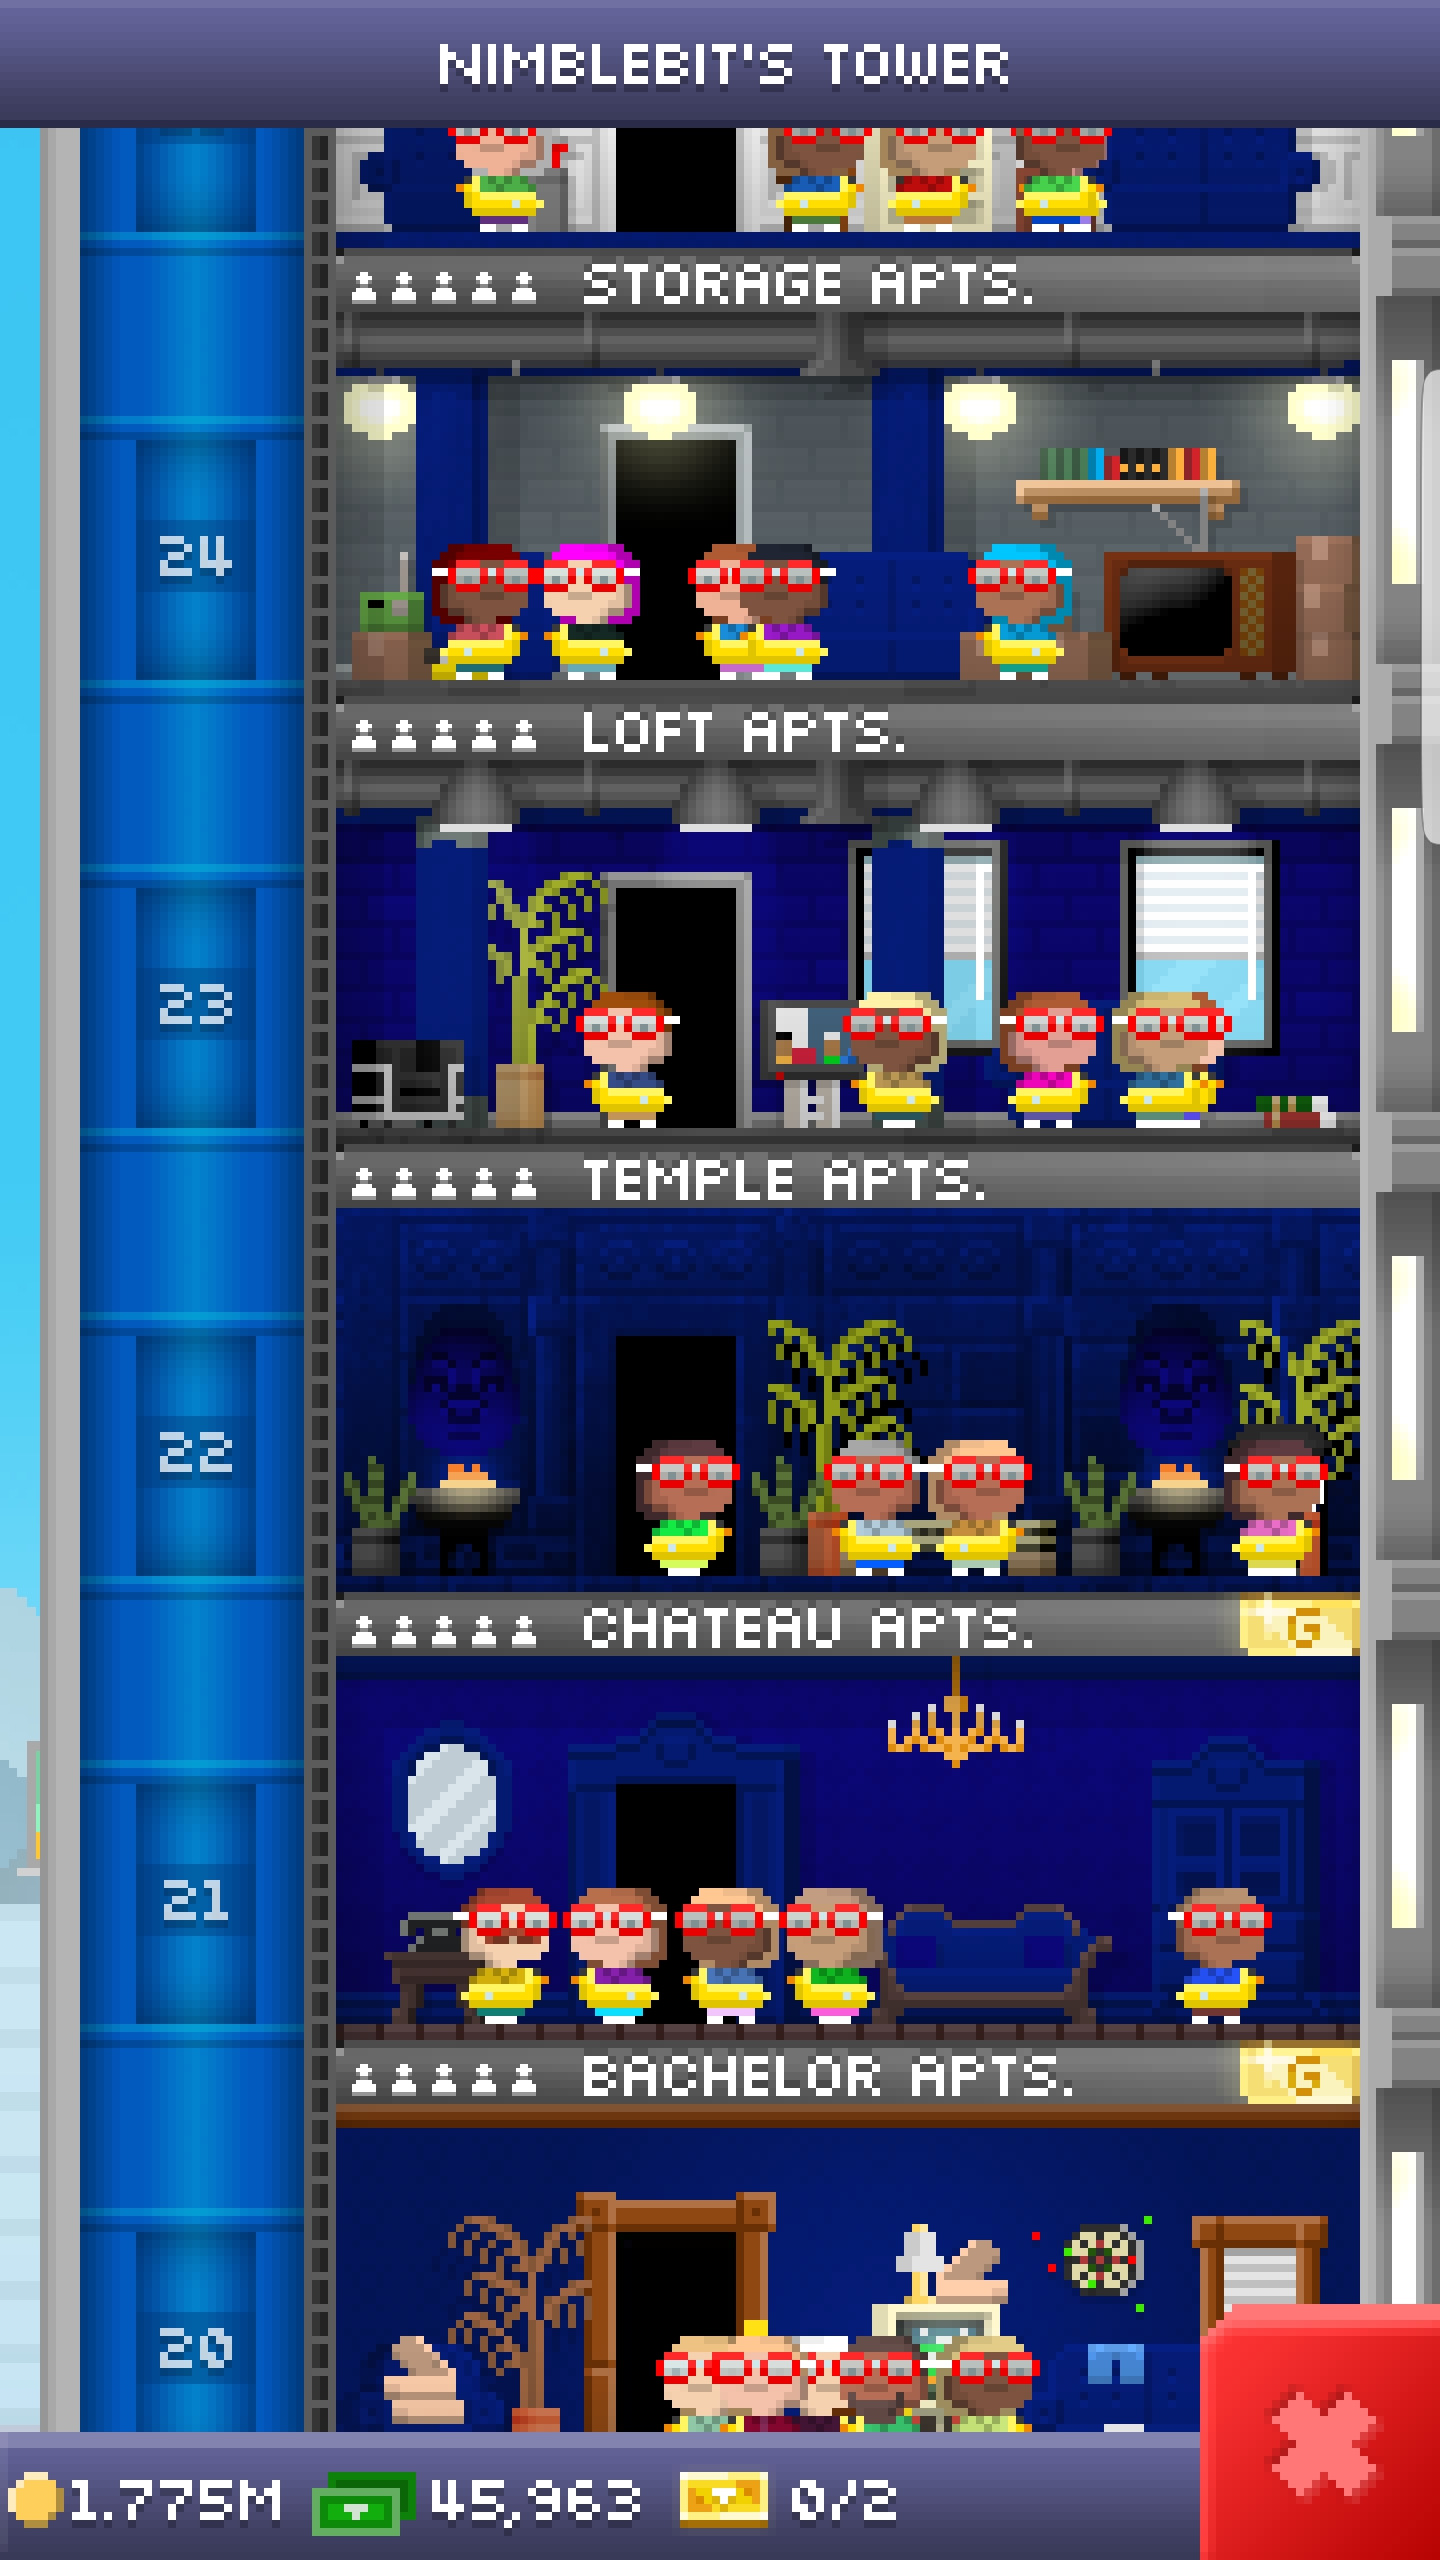 NIMBLEBIT'S TOWER
STORAGE APTS.
24
LOFT APTS.
23
TEMPLE APTS.
22
CHATEAU APTS. G
21
BACHELOR APTS. G
20
1.775M 45,963 0/2